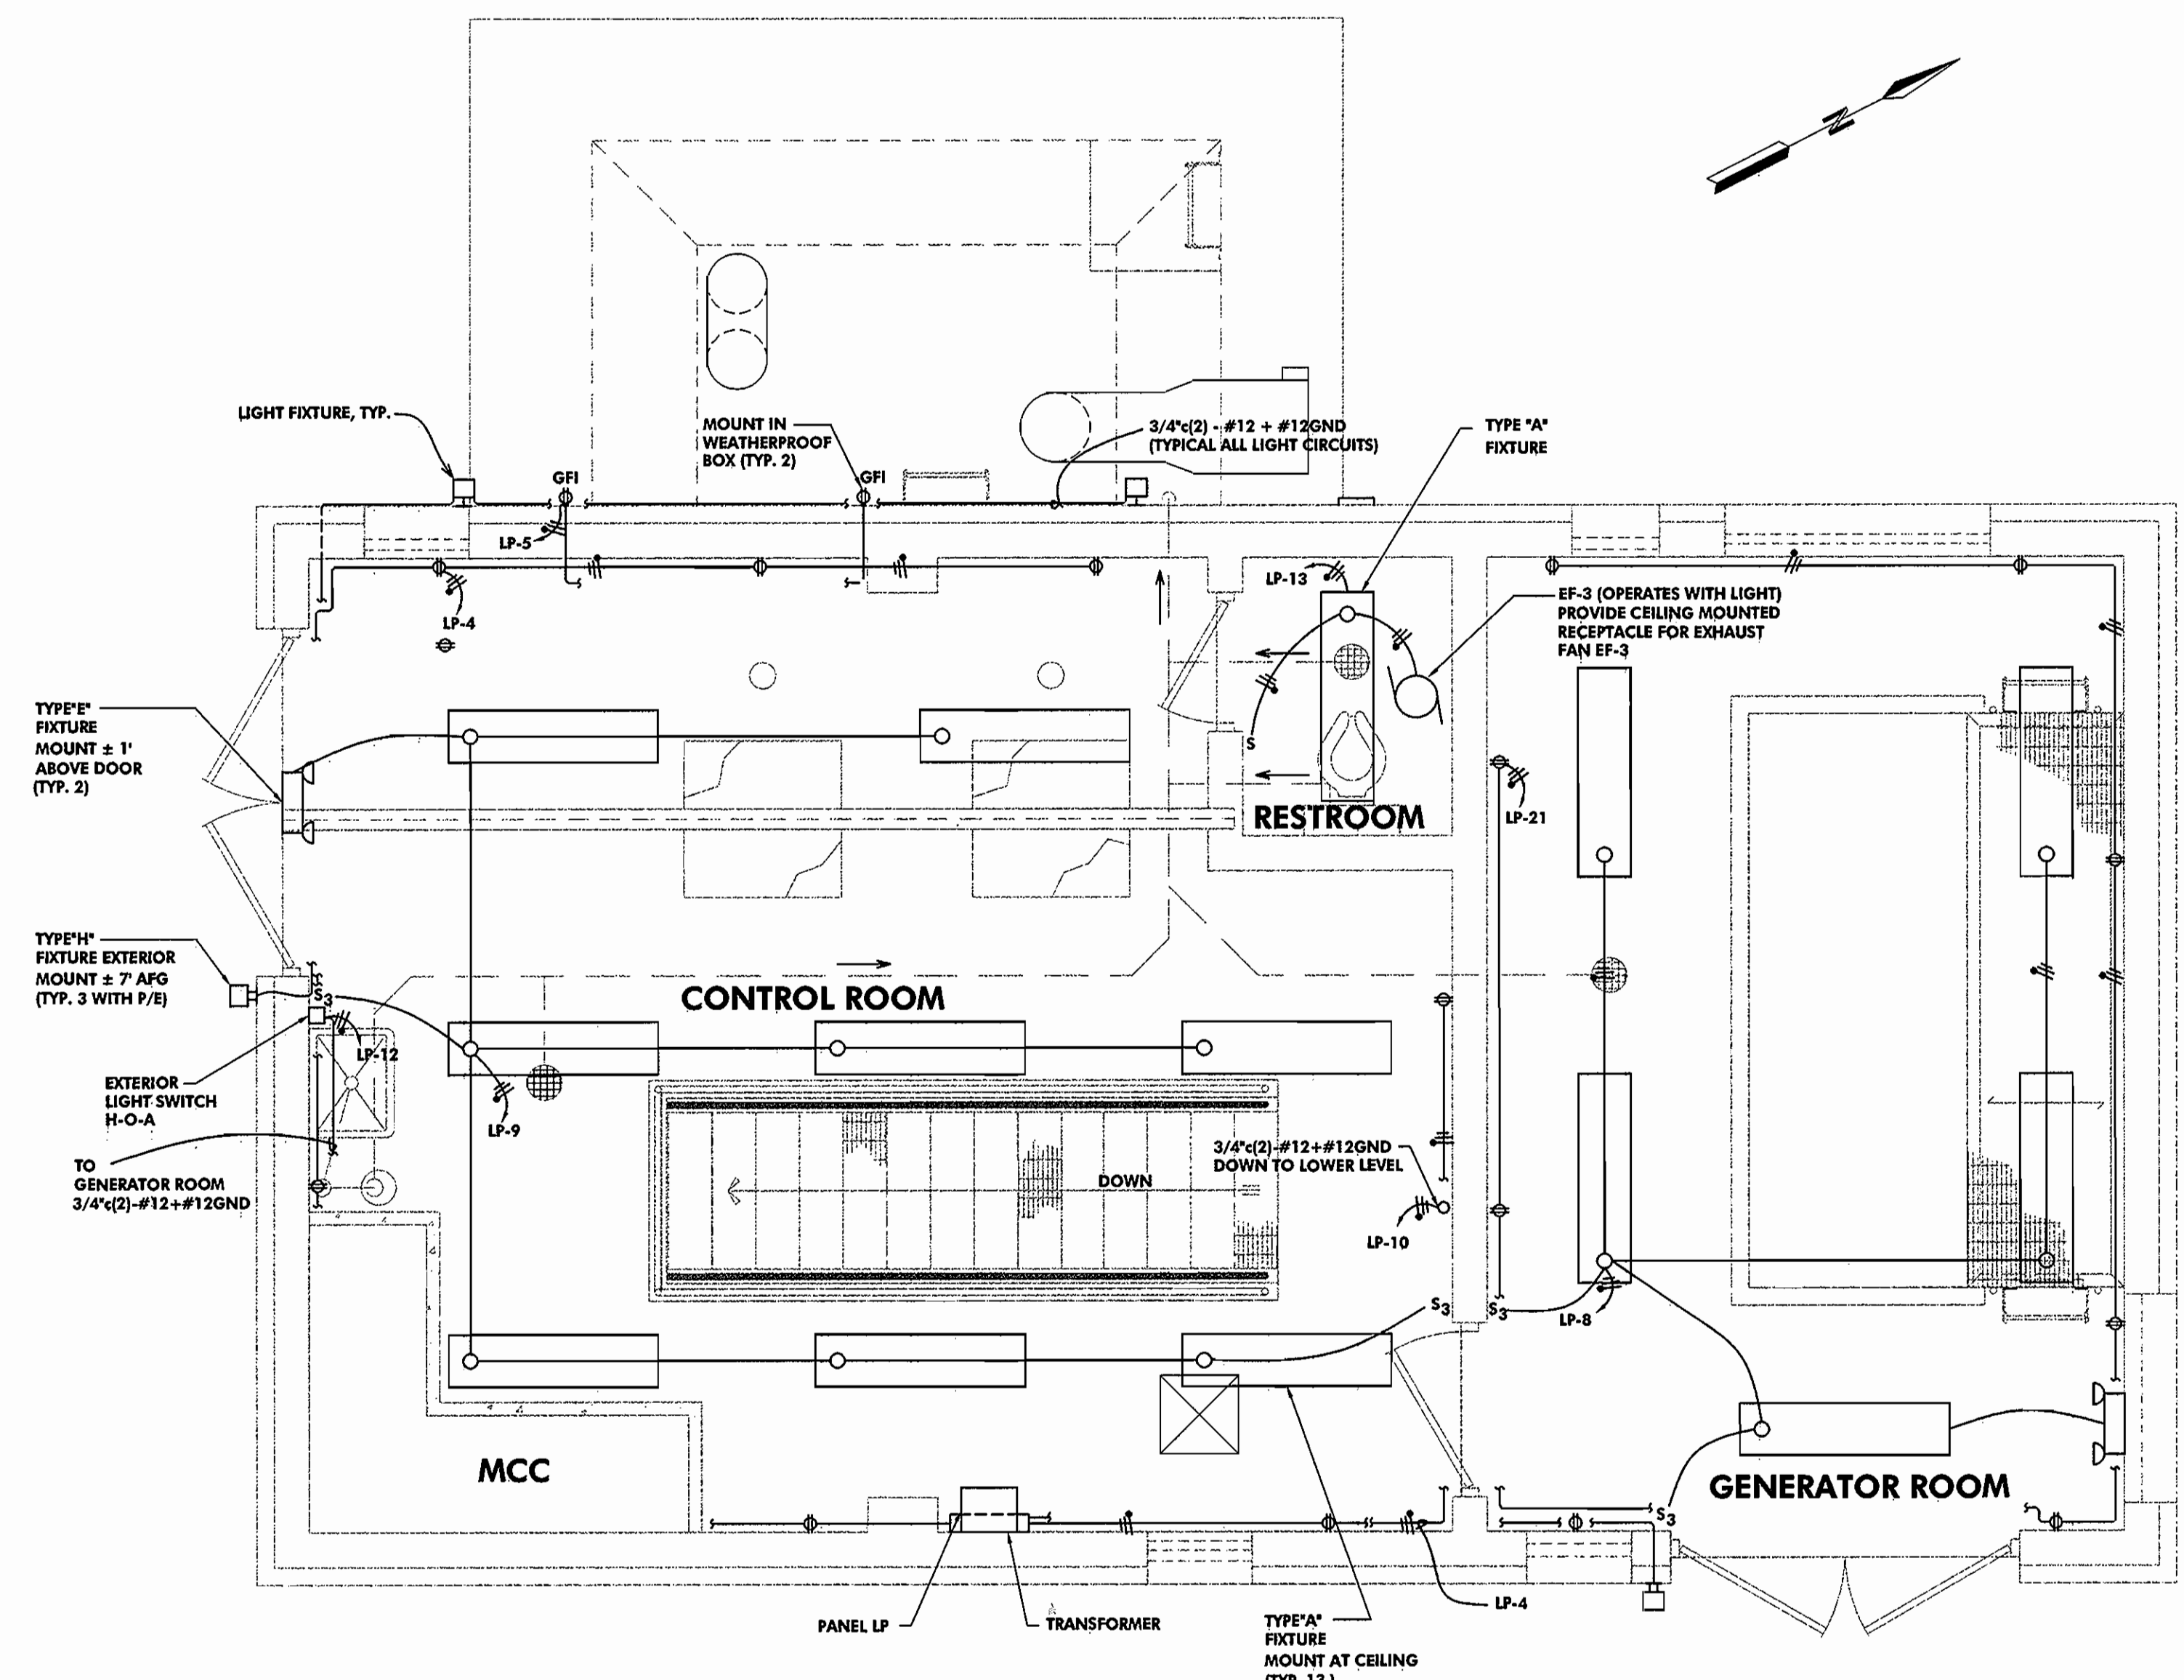 N
LIGHT FIXTURE, TYP.
MOUNT IN
WEATHERPROOF
BOX (TYP. 2)
3/4"c(2) - #12 + #12GND
(TYPICAL ALL LIGHT CIRCUITS)
TYPE "A"
FIXTURE
GFI
GFI
LP-5
LP-4
LP-13
EF-3 (OPERATES WITH LIGHT)
PROVIDE CEILING MOUNTED
RECEPTACLE FOR EXHAUST
FAN EF-3
TYPE"E"
FIXTURE
MOUNT ± 1'
ABOVE DOOR
(TYP. 2)
S
RESTROOM
LP-21
TYPE"H"
FIXTURE EXTERIOR
MOUNT ± 7' AFG
(TYP. 3 WITH P/E)
S3
CONTROL ROOM
LP-12
EXTERIOR
LIGHT SWITCH
H-O-A
LP-9
TO
GENERATOR ROOM
3/4"c(2)-#12+#12GND
DOWN
3/4"c(2)-#12+#12GND
DOWN TO LOWER LEVEL
LP-10
S3
S3
LP-8
MCC
GENERATOR ROOM
S3
PANEL LP
TRANSFORMER
LP-4
TYPE"A"
FIXTURE
MOUNT AT CEILING
(TYP. 13)